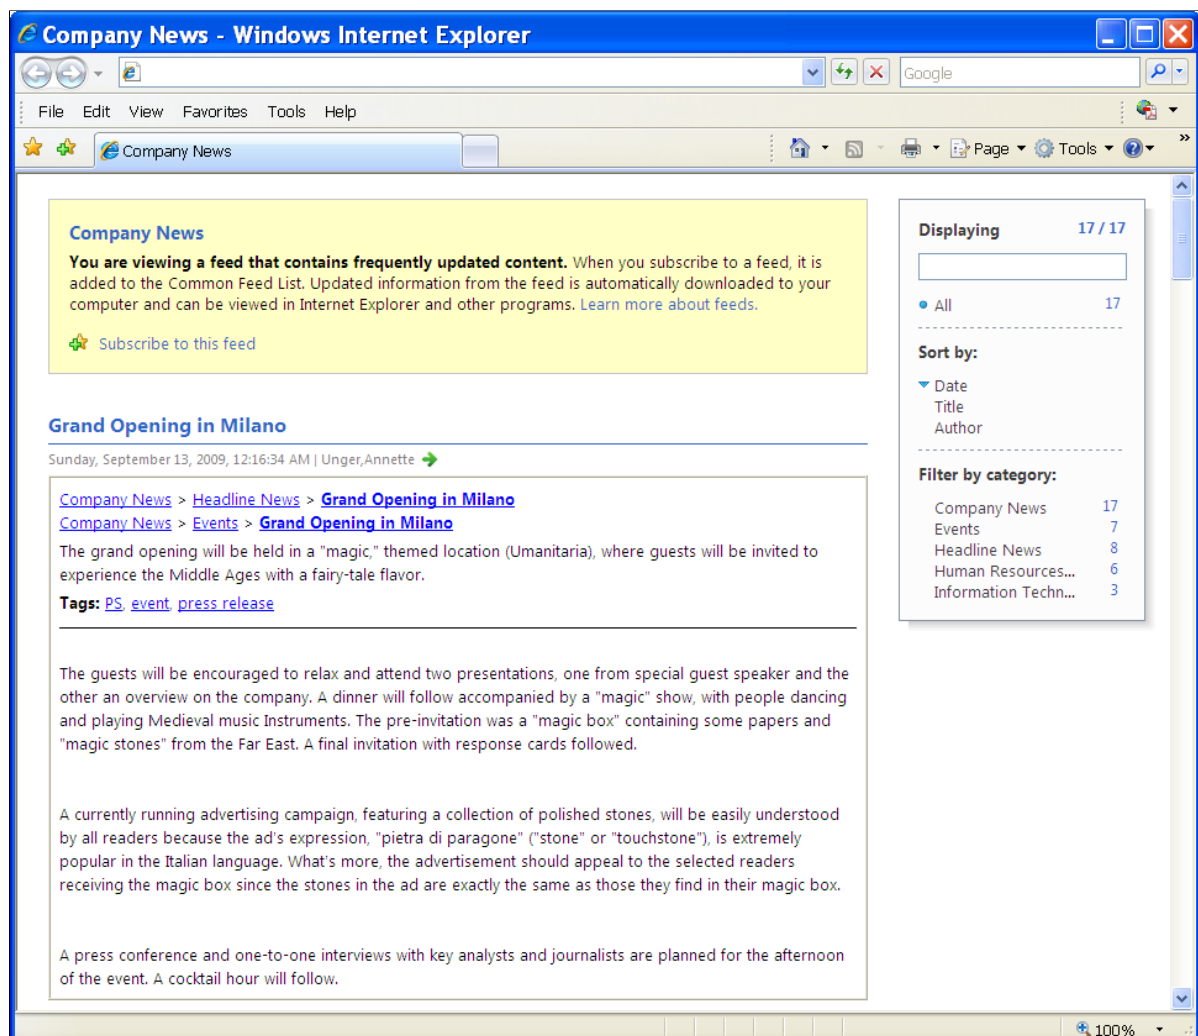 Company News - Windows Internet Explorer
Google
File Edit View Favorites Tools Help
Company News
Page Tools
Company News
You are viewing a feed that contains frequently updated content. When you subscribe to a feed, it is
added to the Common Feed List. Updated information from the feed is automatically downloaded to your
computer and can be viewed in Internet Explorer and other programs. Learn more about feeds.
Subscribe to this feed
Grand Opening in Milano
Sunday, September 13, 2009, 12:16:34 AM | Unger,Annette
Company News > Headline News > Grand Opening in Milano
Company News > Events > Grand Opening in Milano
The grand opening will be held in a "magic," themed location (Umanitaria), where guests will be invited to
experience the Middle Ages with a fairy-tale flavor.
Tags: PS, event, press release
The guests will be encouraged to relax and attend two presentations, one from special guest speaker and the
other an overview on the company. A dinner will follow accompanied by a "magic" show, with people dancing
and playing Medieval music Instruments. The pre-invitation was a "magic box" containing some papers and
"magic stones" from the Far East. A final invitation with response cards followed.
A currently running advertising campaign, featuring a collection of polished stones, will be easily understood
by all readers because the ad's expression, "pietra di paragone" ("stone" or "touchstone"), is extremely
popular in the Italian language. What's more, the advertisement should appeal to the selected readers
receiving the magic box since the stones in the ad are exactly the same as those they find in their magic box.
A press conference and one-to-one interviews with key analysts and journalists are planned for the afternoon
of the event. A cocktail hour will follow.
Displaying 17 / 17
All 17
Sort by:
Date
Title
Author
Filter by category:
Company News 17
Events 7
Headline News 8
Human Resources... 6
Information Techn... 3
100%